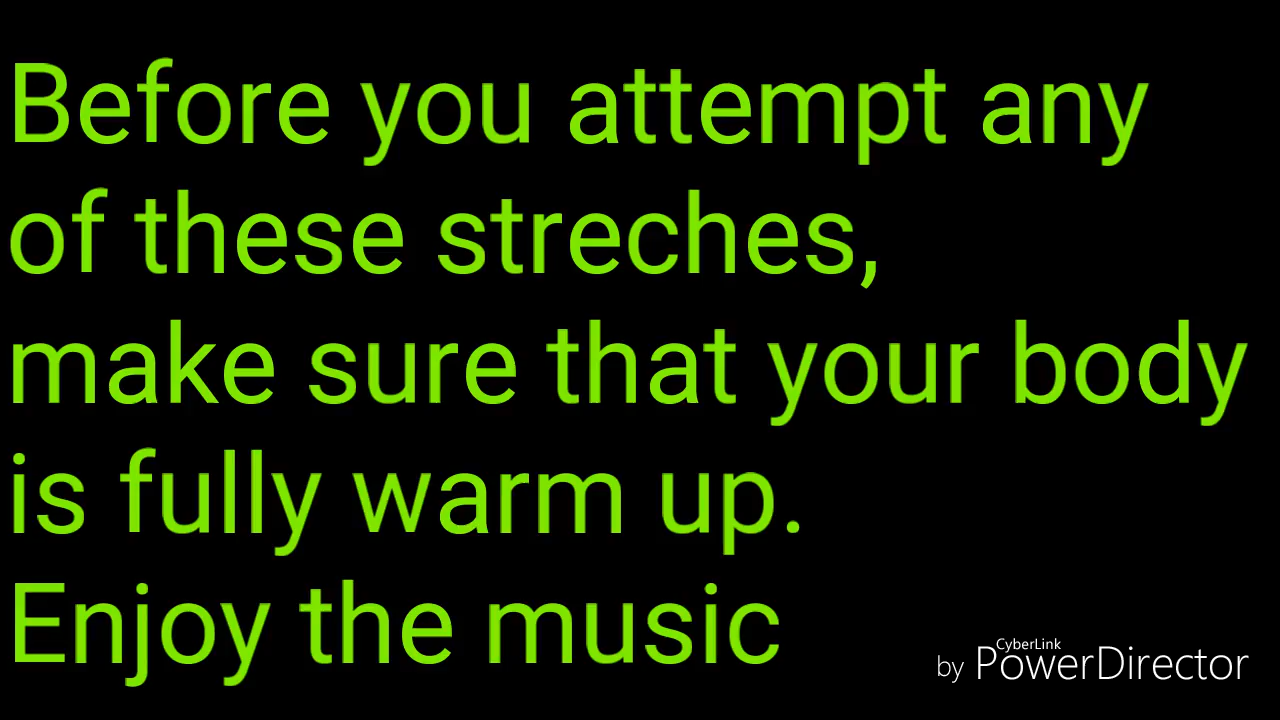 Before you attempt any
of these streches,
make sure that your body
is fully warm up.
Enjoy the music
CyberLink
by PowerDirector